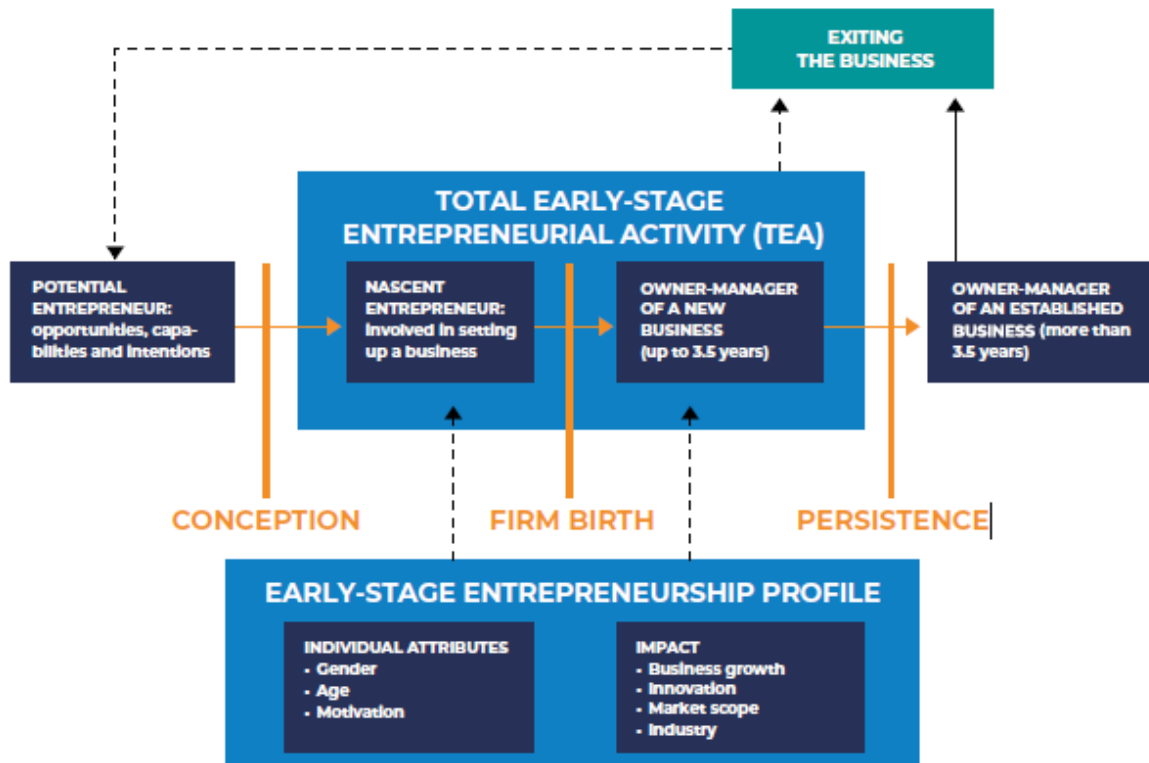 EXITING
THE BUSINESS
TOTAL EARLY-STAGE
ENTREPRENEURIAL ACTIVITY (TEA)
POTENTIAL
ENTREPRENEUR:
opportunities, capa-
bilities and intentions
NASCENT
ENTREPRENEUR:
involved in setting
up a business
OWNER-MANAGER
OF A NEW
BUSINESS
(up to 3.5 years)
OWNER-MANAGER
OF AN ESTABLISHED
BUSINESS (more than
3.5 years)
CONCEPTION
FIRM BIRTH
PERSISTENCE
EARLY-STAGE ENTREPRENEURSHIP PROFILE
INDIVIDUAL ATTRIBUTES
• Gender
• Age
• Motivation
IMPACT
• Business growth
• Innovation
• Market scope
• Industry